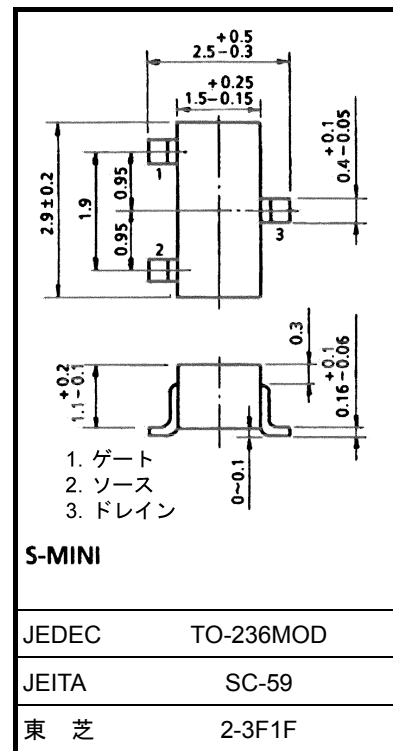 +0.5
2.5-0.3
+0.25
1.5-0.15
+0.1
0.4-0.05
2.9±0.2
1.9
0.95
0.95
1
2
3
0.3
+0.1
0.16-0.06
+0.2
1.1-0.1
0~0.1
1. ゲート
2. ソース
3. ドレイン
S-MINI
JEDEC TO-236MOD
JEITA SC-59
東 芝 2-3F1F